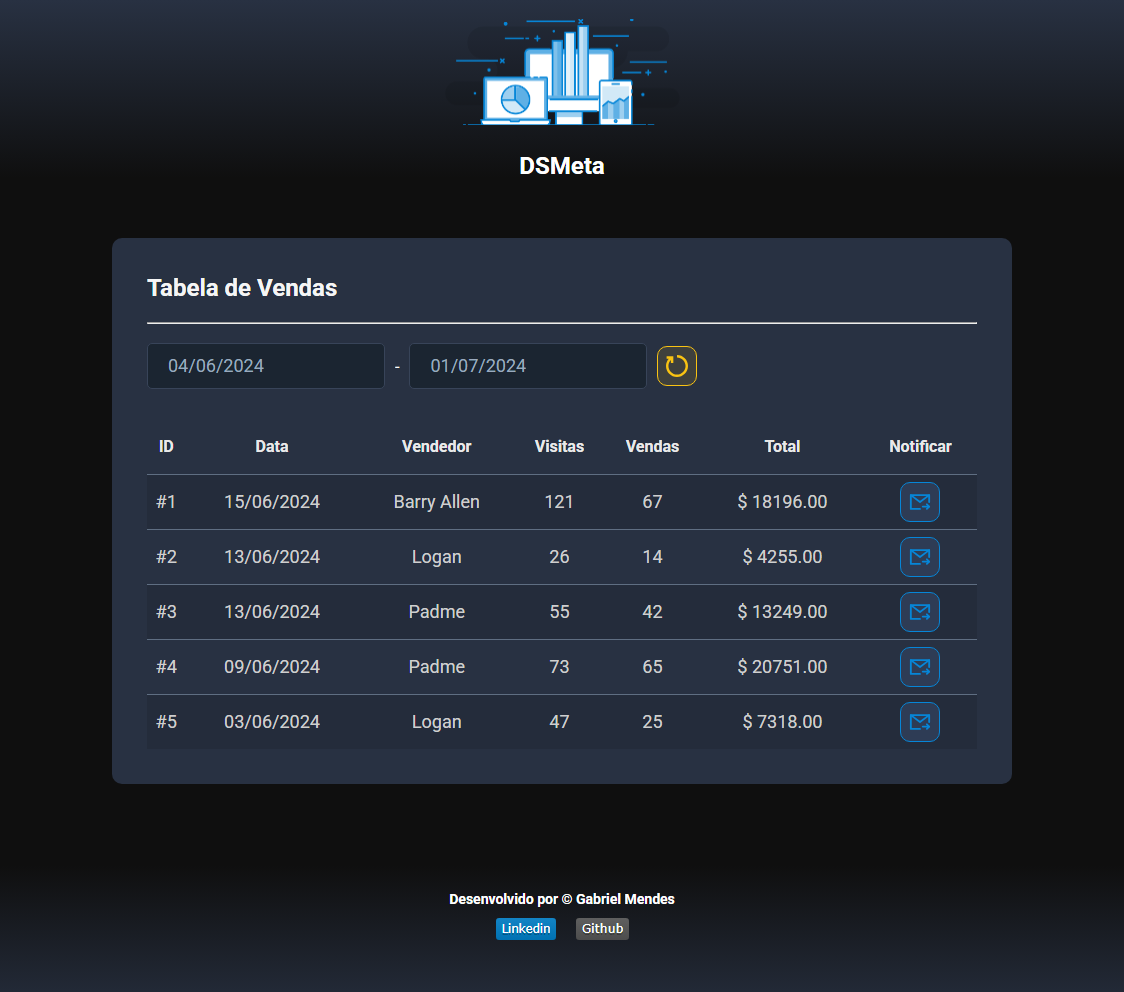 DSMeta
Tabela de Vendas
04/06/2024 - 01/07/2024
ID Data Vendedor Visitas Vendas Total Notificar
#1 15/06/2024 Barry Allen 121 67 $ 18196.00
#2 13/06/2024 Logan 26 14 $ 4255.00
#3 13/06/2024 Padme 55 42 $ 13249.00
#4 09/06/2024 Padme 73 65 $ 20751.00
#5 03/06/2024 Logan 47 25 $ 7318.00
Desenvolvido por © Gabriel Mendes
Linkedin Github